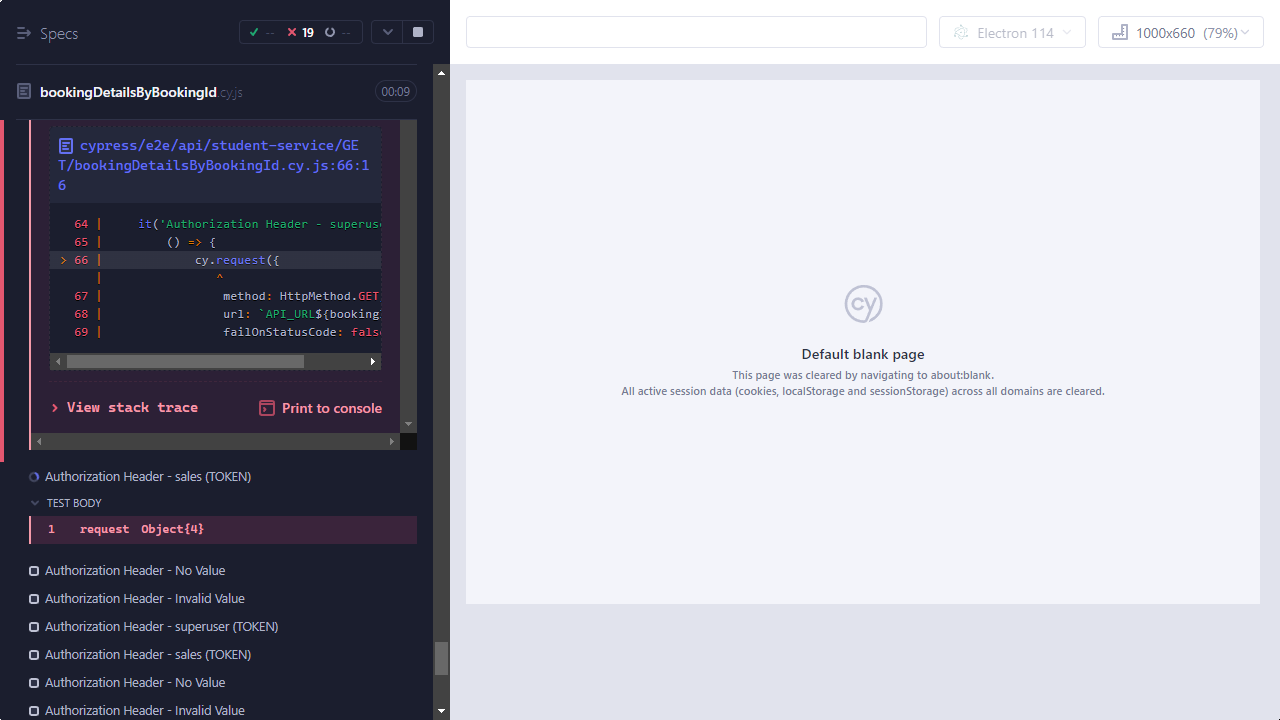 Specs
-- 19 --
Electron 114
1000x660 (79%)
bookingDetailsByBookingId.cy.js
00:09
cypress/e2e/api/student-service/GE
T/bookingDetailsByBookingId.cy.js:66:1
6
64 | it('Authorization Header - superuse
65 | () => {
> 66 | cy.request({
| ^
67 | method: HttpMethod.GET
68 | url: `API_URL${booking
69 | failOnStatusCode: false
View stack trace
Print to console
Authorization Header - sales (TOKEN)
TEST BODY
1 request Object{4}
Authorization Header - No Value
Authorization Header - Invalid Value
Authorization Header - superuser (TOKEN)
Authorization Header - sales (TOKEN)
Authorization Header - No Value
Authorization Header - Invalid Value
cy
Default blank page
This page was cleared by navigating to about:blank.
All active session data (cookies, localStorage and sessionStorage) across all domains are cleared.